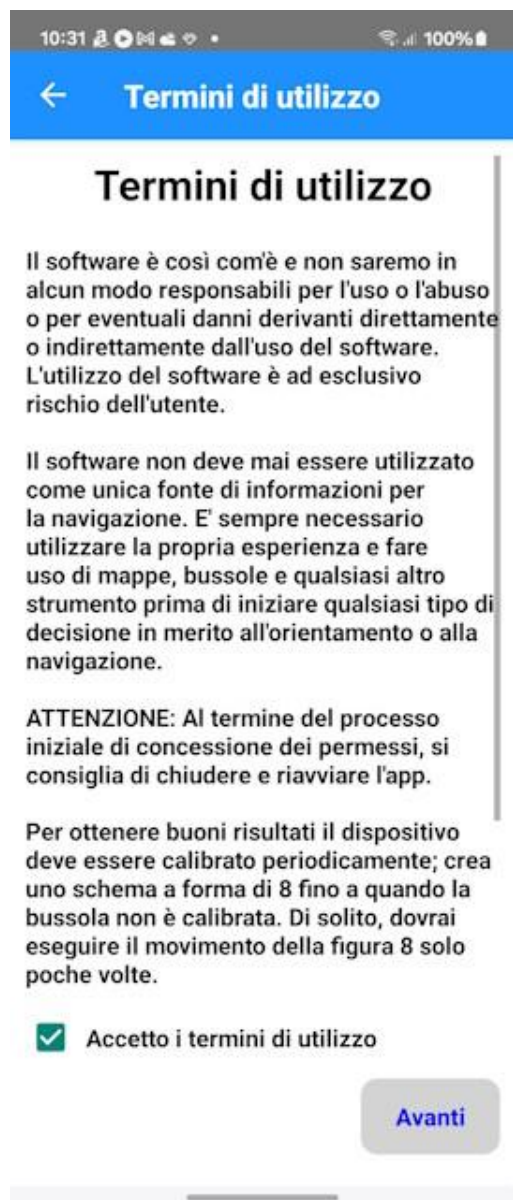 10:31
100%
Termini di utilizzo
Termini di utilizzo
Il software è così com'è e non saremo in
alcun modo responsabili per l'uso o l'abuso
o per eventuali danni derivanti direttamente
o indirettamente dall'uso del software.
L'utilizzo del software è ad esclusivo
rischio dell'utente.
Il software non deve mai essere utilizzato
come unica fonte di informazioni per
la navigazione. E' sempre necessario
utilizzare la propria esperienza e fare
uso di mappe, bussole e qualsiasi altro
strumento prima di iniziare qualsiasi tipo di
decisione in merito all'orientamento o alla
navigazione.
ATTENZIONE: Al termine del processo
iniziale di concessione dei permessi, si
consiglia di chiudere e riavviare l'app.
Per ottenere buoni risultati il dispositivo
deve essere calibrato periodicamente; crea
uno schema a forma di 8 fino a quando la
bussola non è calibrata. Di solito, dovrai
eseguire il movimento della figura 8 solo
poche volte.
Accetto i termini di utilizzo
Avanti